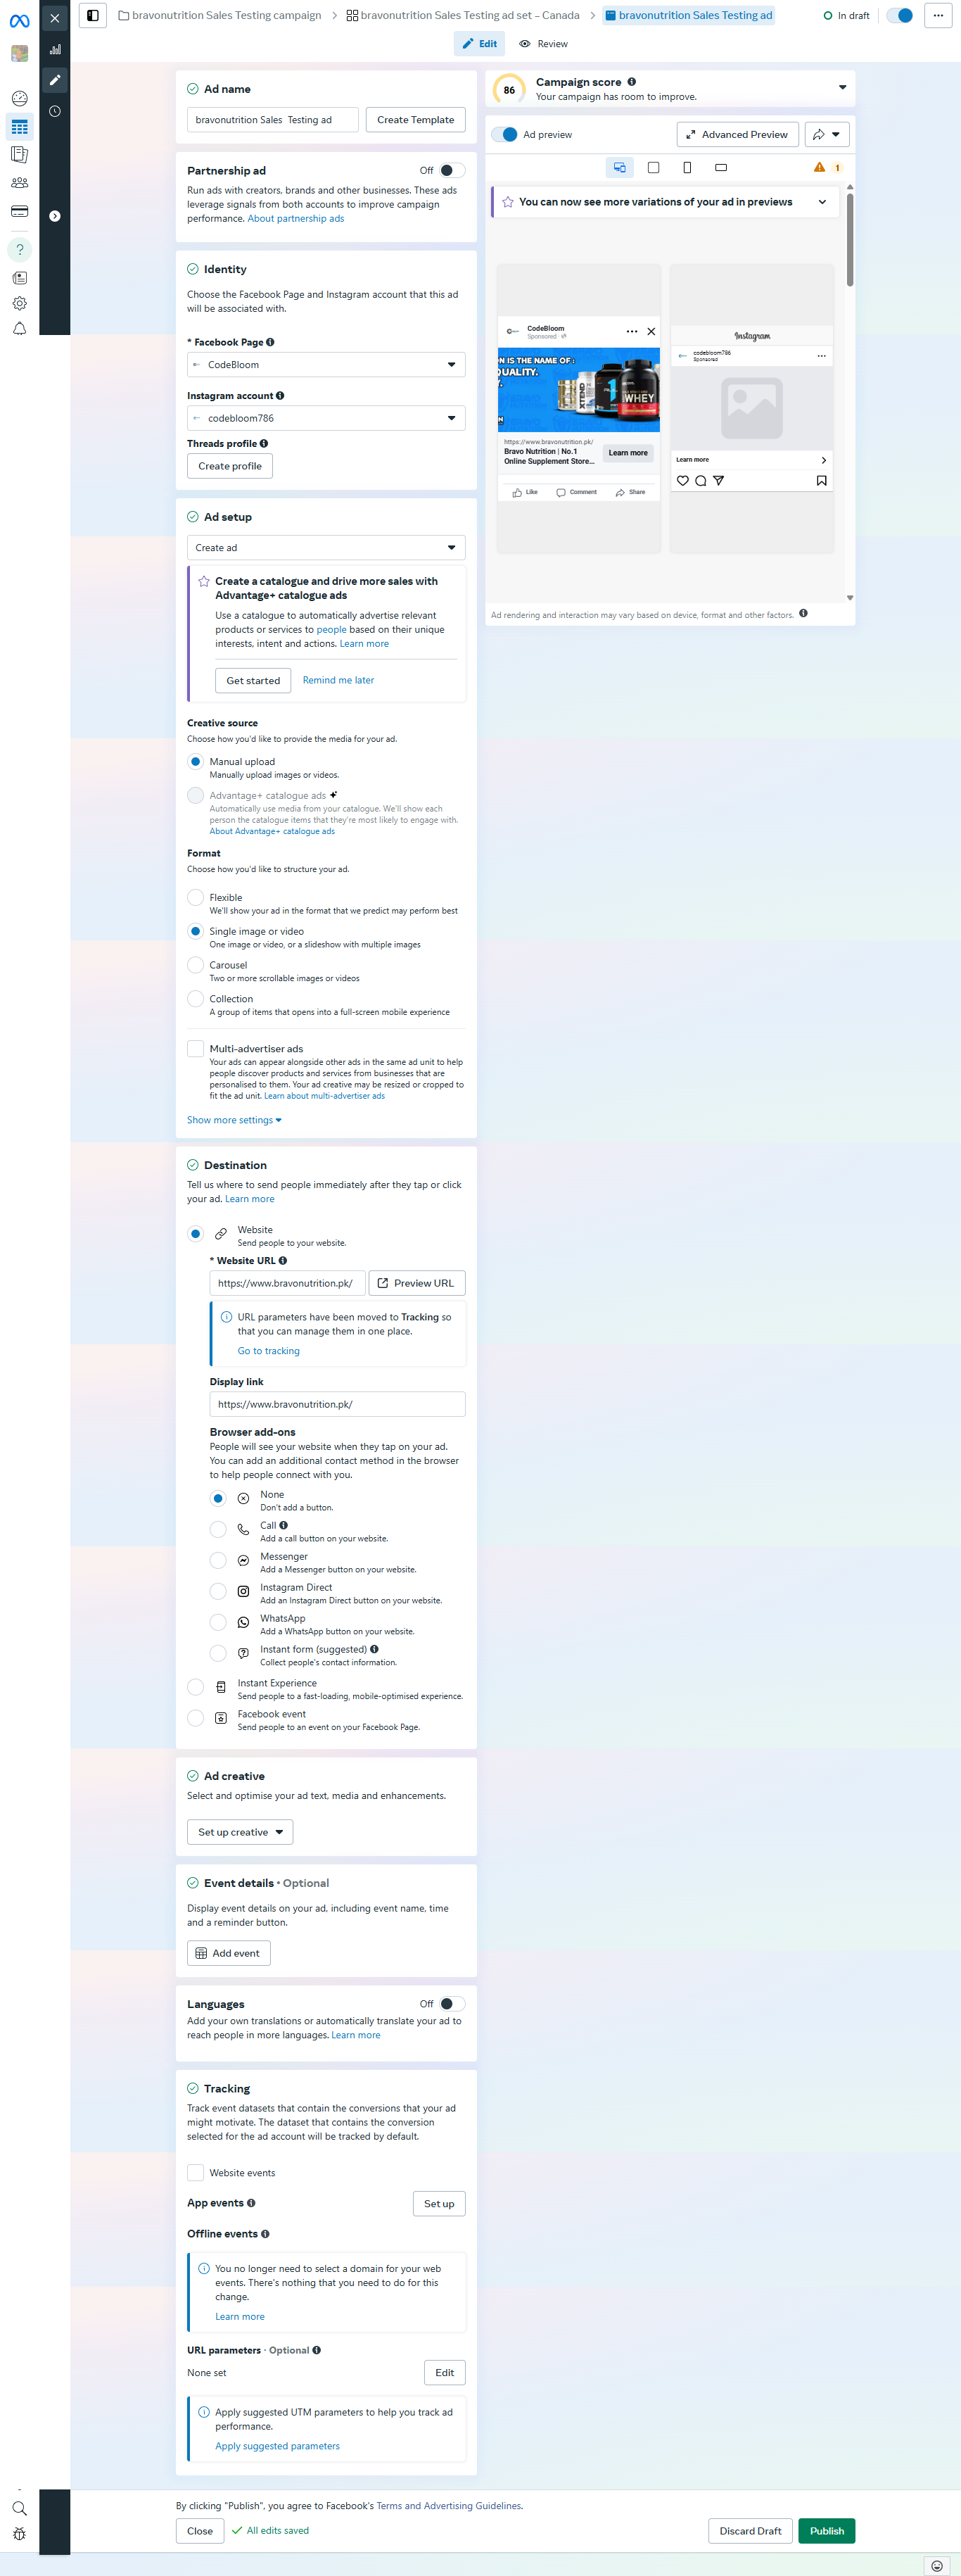 bravonutrition Sales Testing campaign
bravonutrition Sales Testing ad set – Canada
bravonutrition Sales Testing ad
In draft
Edit
Review
Ad name
bravonutrition Sales Testing ad
Create Template
Partnership ad
Off
Run ads with creators, brands and other businesses. These ads
leverage signals from both accounts to improve campaign
performance. About partnership ads
Identity
Choose the Facebook Page and Instagram account that this ad
will be associated with.
* Facebook Page
CodeBloom
Instagram account
codebloom786
Threads profile
Create profile
Ad setup
Create ad
Create a catalogue and drive more sales with
Advantage+ catalogue ads
Use a catalogue to automatically advertise relevant
products or services to people based on their unique
interests, intent and actions. Learn more
Get started
Remind me later
Creative source
Choose how you'd like to provide the media for your ad.
Manual upload
Manually upload images or videos.
Advantage+ catalogue ads
Automatically use media from your catalogue. We'll show each
person the catalogue items that they're most likely to engage with.
About Advantage+ catalogue ads
Format
Choose how you'd like to structure your ad.
Flexible
We'll show your ad in the format that we predict may perform best
Single image or video
One image or video, or a slideshow with multiple images
Carousel
Two or more scrollable images or videos
Collection
A group of items that opens into a full-screen mobile experience
Multi-advertiser ads
Your ads can appear alongside other ads in the same ad unit to help
people discover products and services from businesses that are
personalised to them. Your ad creative may be resized or cropped to
fit the ad unit. Learn about multi-advertiser ads
Show more settings
Destination
Tell us where to send people immediately after they tap or click
your ad. Learn more
Website
Send people to your website.
* Website URL
https://www.bravonutrition.pk/
Preview URL
URL parameters have been moved to Tracking so
that you can manage them in one place.
Go to tracking
Display link
https://www.bravonutrition.pk/
Browser add-ons
People will see your website when they tap on your ad.
You can add an additional contact method in the browser
to help people connect with you.
None
Don't add a button.
Call
Add a call button on your website.
Messenger
Add a Messenger button on your website.
Instagram Direct
Add an Instagram Direct button on your website.
WhatsApp
Add a WhatsApp button on your website.
Instant form (suggested)
Collect people's contact information.
Instant Experience
Send people to a fast-loading, mobile-optimised experience.
Facebook event
Send people to an event on your Facebook Page.
Ad creative
Select and optimise your ad text, media and enhancements.
Set up creative
Event details • Optional
Display event details on your ad, including event name, time
and a reminder button.
Add event
Languages
Off
Add your own translations or automatically translate your ad to
reach people in more languages. Learn more
Tracking
Track event datasets that contain the conversions that your ad
might motivate. The dataset that contains the conversion
selected for the ad account will be tracked by default.
Website events
App events
Set up
Offline events
You no longer need to select a domain for your web
events. There's nothing that you need to do for this
change.
Learn more
URL parameters · Optional
None set
Edit
Apply suggested UTM parameters to help you track ad
performance.
Apply suggested parameters
86
Campaign score
Your campaign has room to improve.
Ad preview
Advanced Preview
1
You can now see more variations of your ad in previews
CodeBloom
Sponsored
N IS THE NAME OF :
UALITY.
XTEND
WHEY
https://www.bravonutrition.pk/
Bravo Nutrition | No.1
Online Supplement Store...
Learn more
Like
Comment
Share
Instagram
codebloom786
Sponsored
Learn more
Ad rendering and interaction may vary based on device, format and other factors.
By clicking "Publish", you agree to Facebook's Terms and Advertising Guidelines.
Close
All edits saved
Discard Draft
Publish